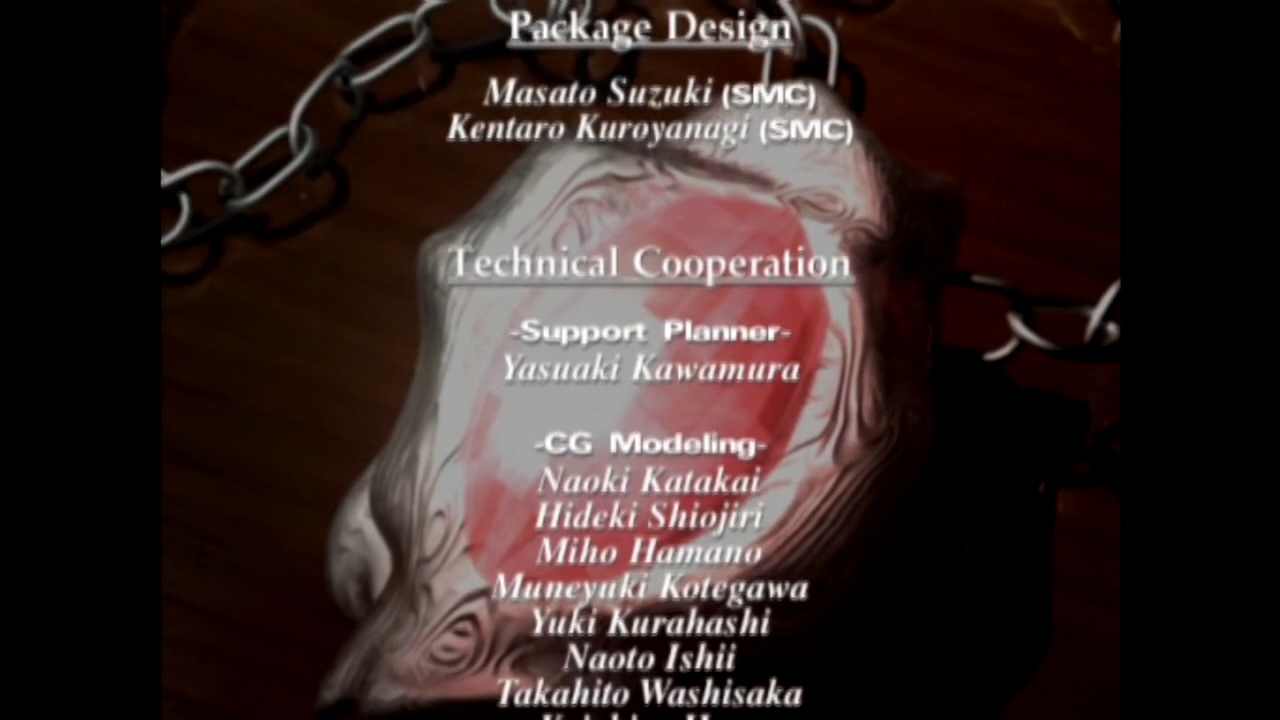 Package Design
Masato Suzuki (SMC)
Kentaro Kuroyanagi (SMC)
Technical Cooperation
-Support Planner-
Yasuaki Kawamura
-CG Modeling-
Naoki Katakai
Hideki Shiojiri
Miho Hamano
Muneyuki Kotegawa
Yuki Kurahashi
Naoto Ishii
Takahito Washisaka